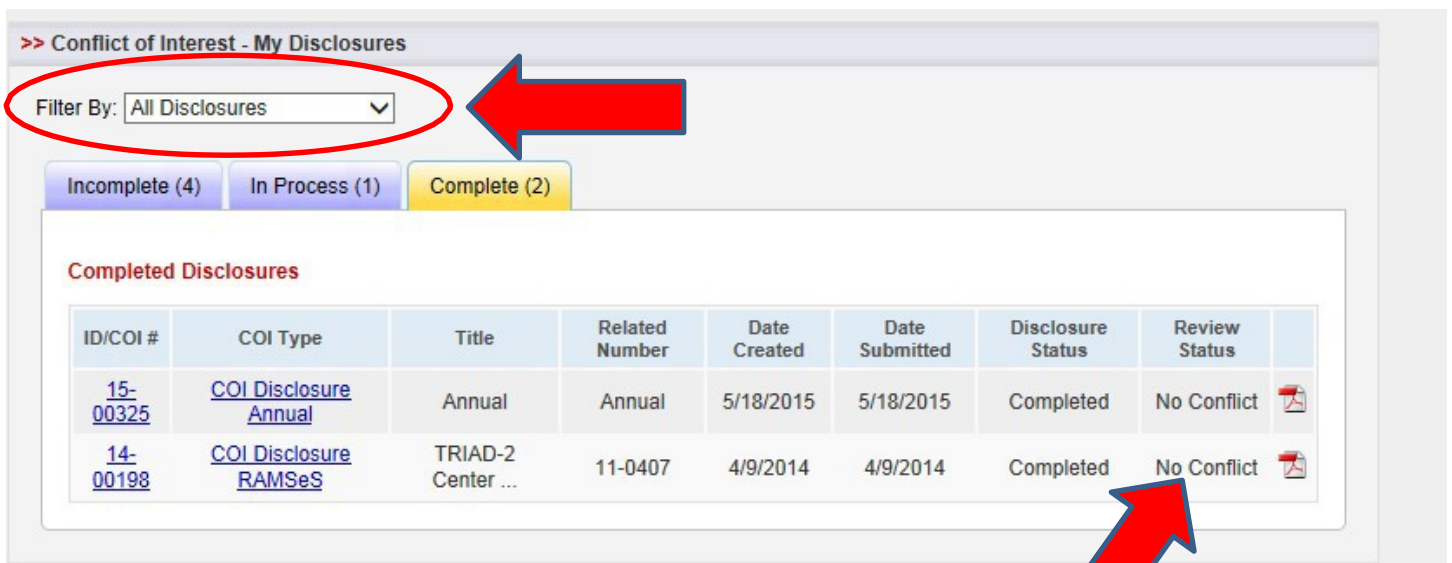 >> Conflict of Interest - My Disclosures
Filter By: All Disclosures
Incomplete (4) In Process (1) Complete (2)
Completed Disclosures
ID/COI # COI Type Title Related Number Date Created Date Submitted Disclosure Status Review Status
15-00325 COI Disclosure Annual Annual Annual 5/18/2015 5/18/2015 Completed No Conflict
14-00198 COI Disclosure RAMSeS TRIAD-2 Center ... 11-0407 4/9/2014 4/9/2014 Completed No Conflict